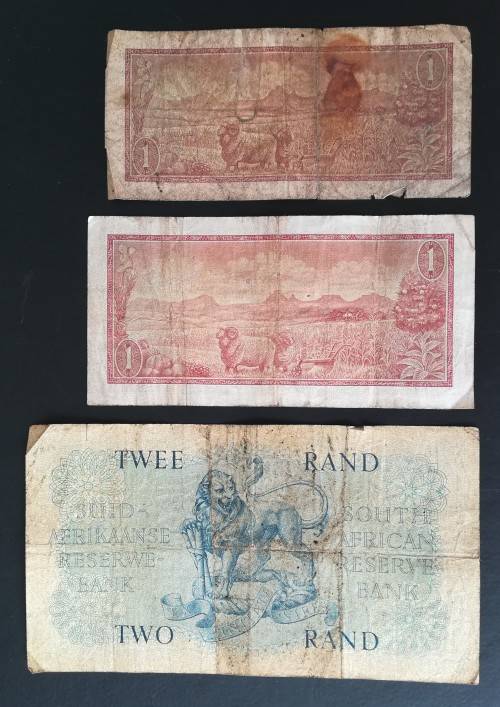 1
1
1
1
TWEE RAND
SUID- SOUTH
AFRIKAANSE AFRICAN
RESERWE- RESERVE
BANK BANK
TWO RAND